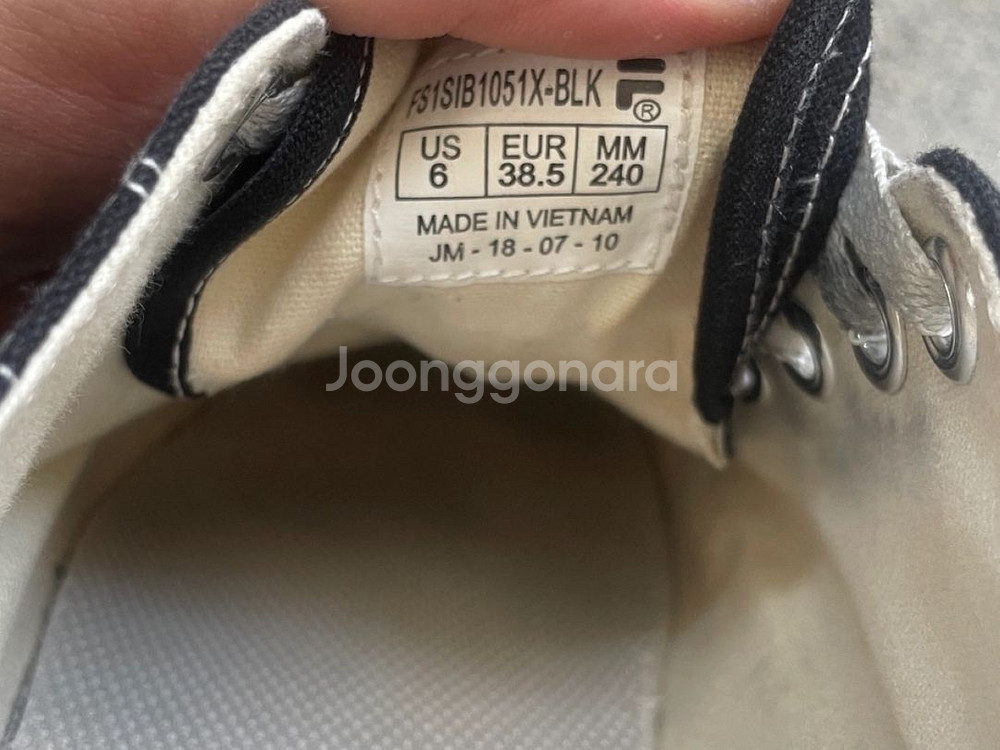 FS1SIB1051X-BLK
US EUR MM
6 38.5 240
MADE IN VIETNAM
JM - 18 - 07 - 10
Joonggonara